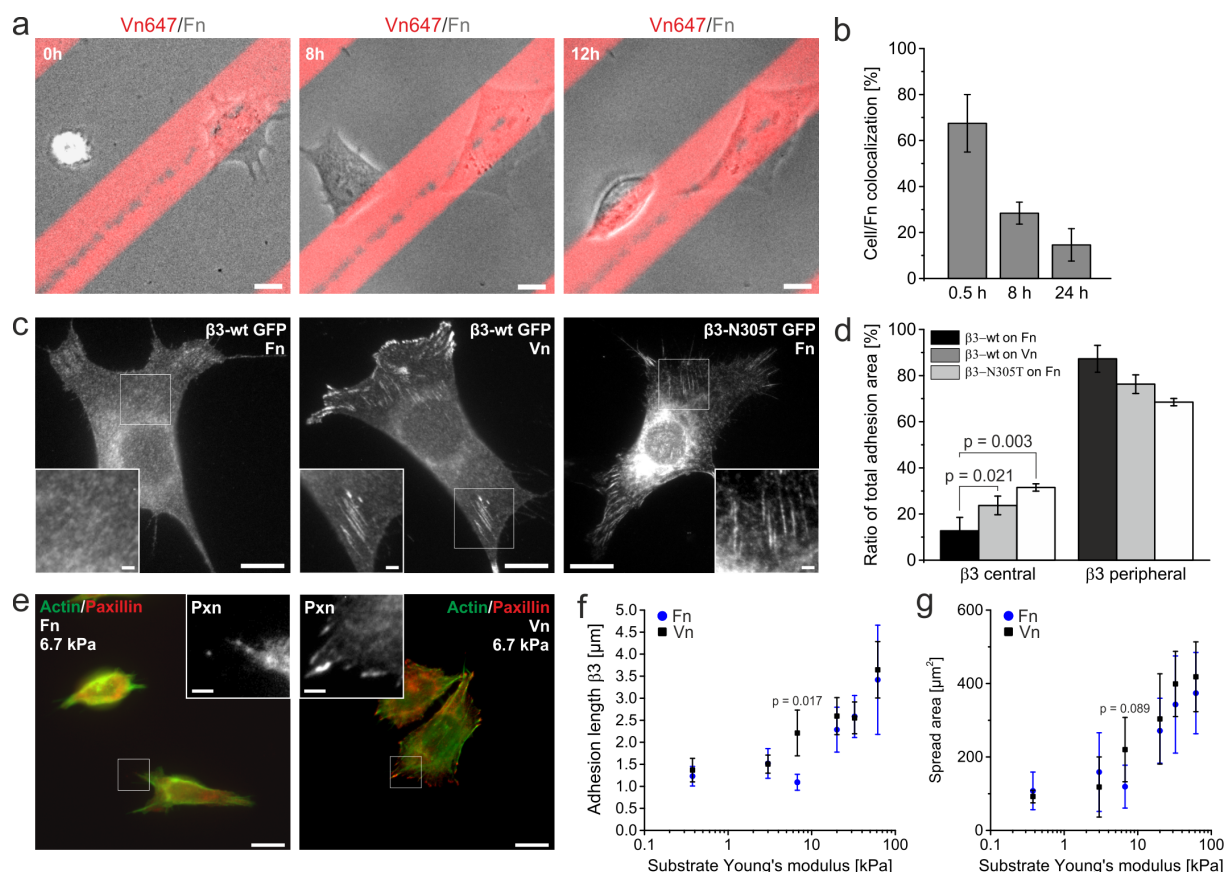 a
Vn647/Fn
Vn647/Fn
Vn647/Fn
0h
8h
12h
b
Cell/Fn colocalization [%]
100
80
60
40
20
0
0.5 h
8 h
24 h
c
β3-wt GFP
Fn
β3-wt GFP
Vn
β3-N305T GFP
Fn
d
Ratio of total adhesion area [%]
100
80
60
40
20
0
β3-wt on Fn
β3-wt on Vn
β3-N305T on Fn
p = 0.003
p = 0.021
β3 central
β3 peripheral
e
Actin/Paxillin
Fn
6.7 kPa
Pxn
Pxn
Actin/Paxillin
Vn
6.7 kPa
f
Adhesion length β3 [µm]
5.0
4.5
4.0
3.5
3.0
2.5
2.0
1.5
1.0
0.5
0.0
Fn
Vn
p = 0.017
0.1
1
10
100
Substrate Young's modulus [kPa]
g
Spread area [µm²]
600
400
200
0
Fn
Vn
p = 0.089
0.1
1
10
100
Substrate Young's modulus [kPa]